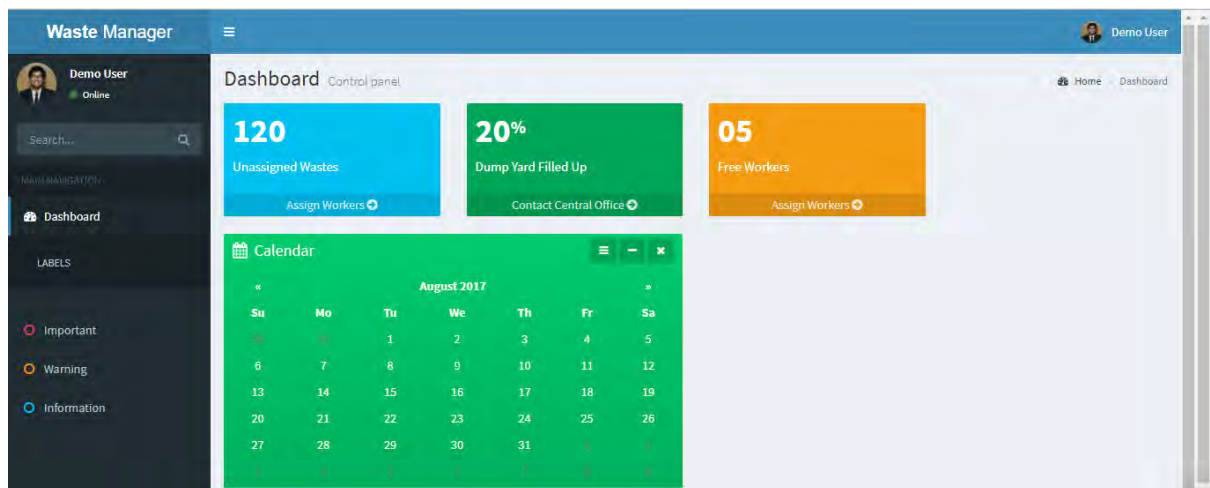 Waste Manager
Demo User
Demo User
Online
Search...
MAIN NAVIGATION
Dashboard
LABELS
Important
Warning
Information
Dashboard Control panel
Home Dashboard
120
Unassigned Wastes
Assign Workers
20%
Dump Yard Filled Up
Contact Central Office
05
Free Workers
Assign Workers
Calendar
« August 2017 »
Su Mo Tu We Th Fr Sa
1 2 3 4 5
6 7 8 9 10 11 12
13 14 15 16 17 18 19
20 21 22 23 24 25 26
27 28 29 30 31